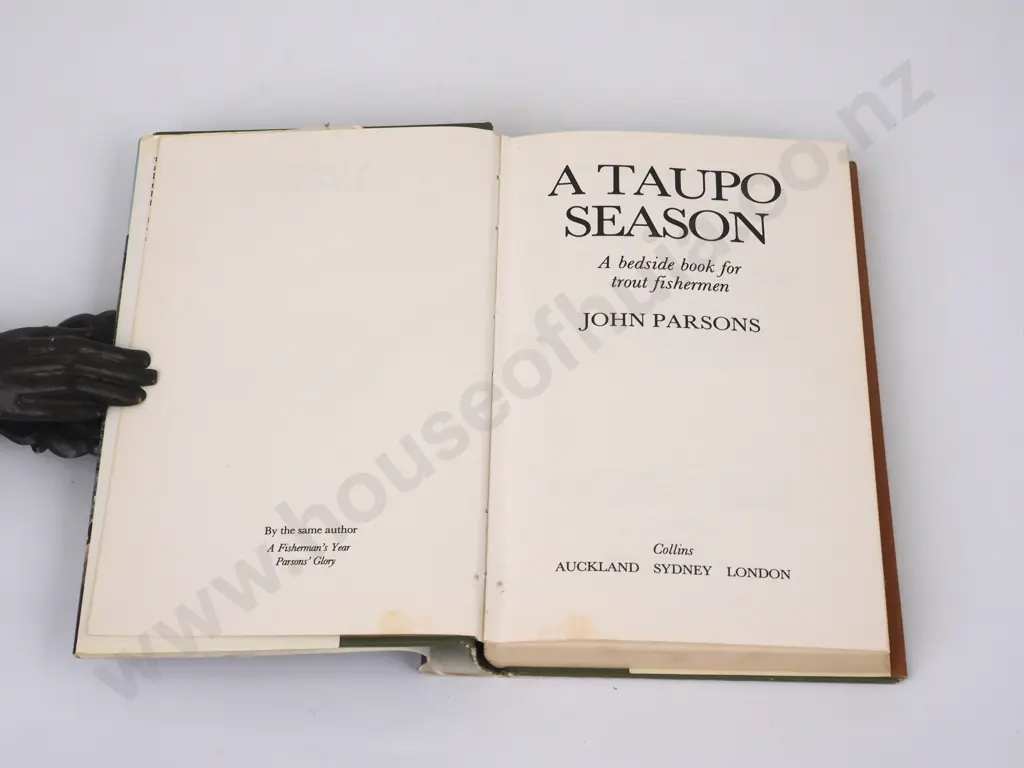 By the same author
A Fisherman's Year
Parsons' Glory
A TAUPO
SEASON
A bedside book for
trout fishermen
JOHN PARSONS
Collins
AUCKLAND SYDNEY LONDON
www.houseofhuia.co.nz